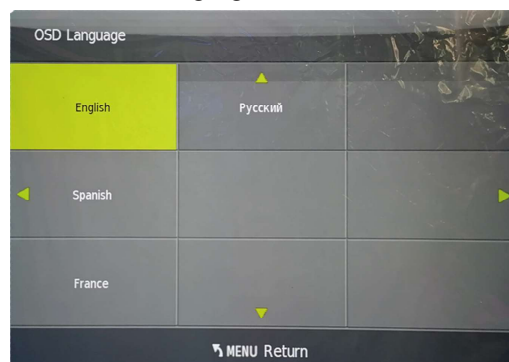 OSD Language
English
Русский
Spanish
France
MENU Return